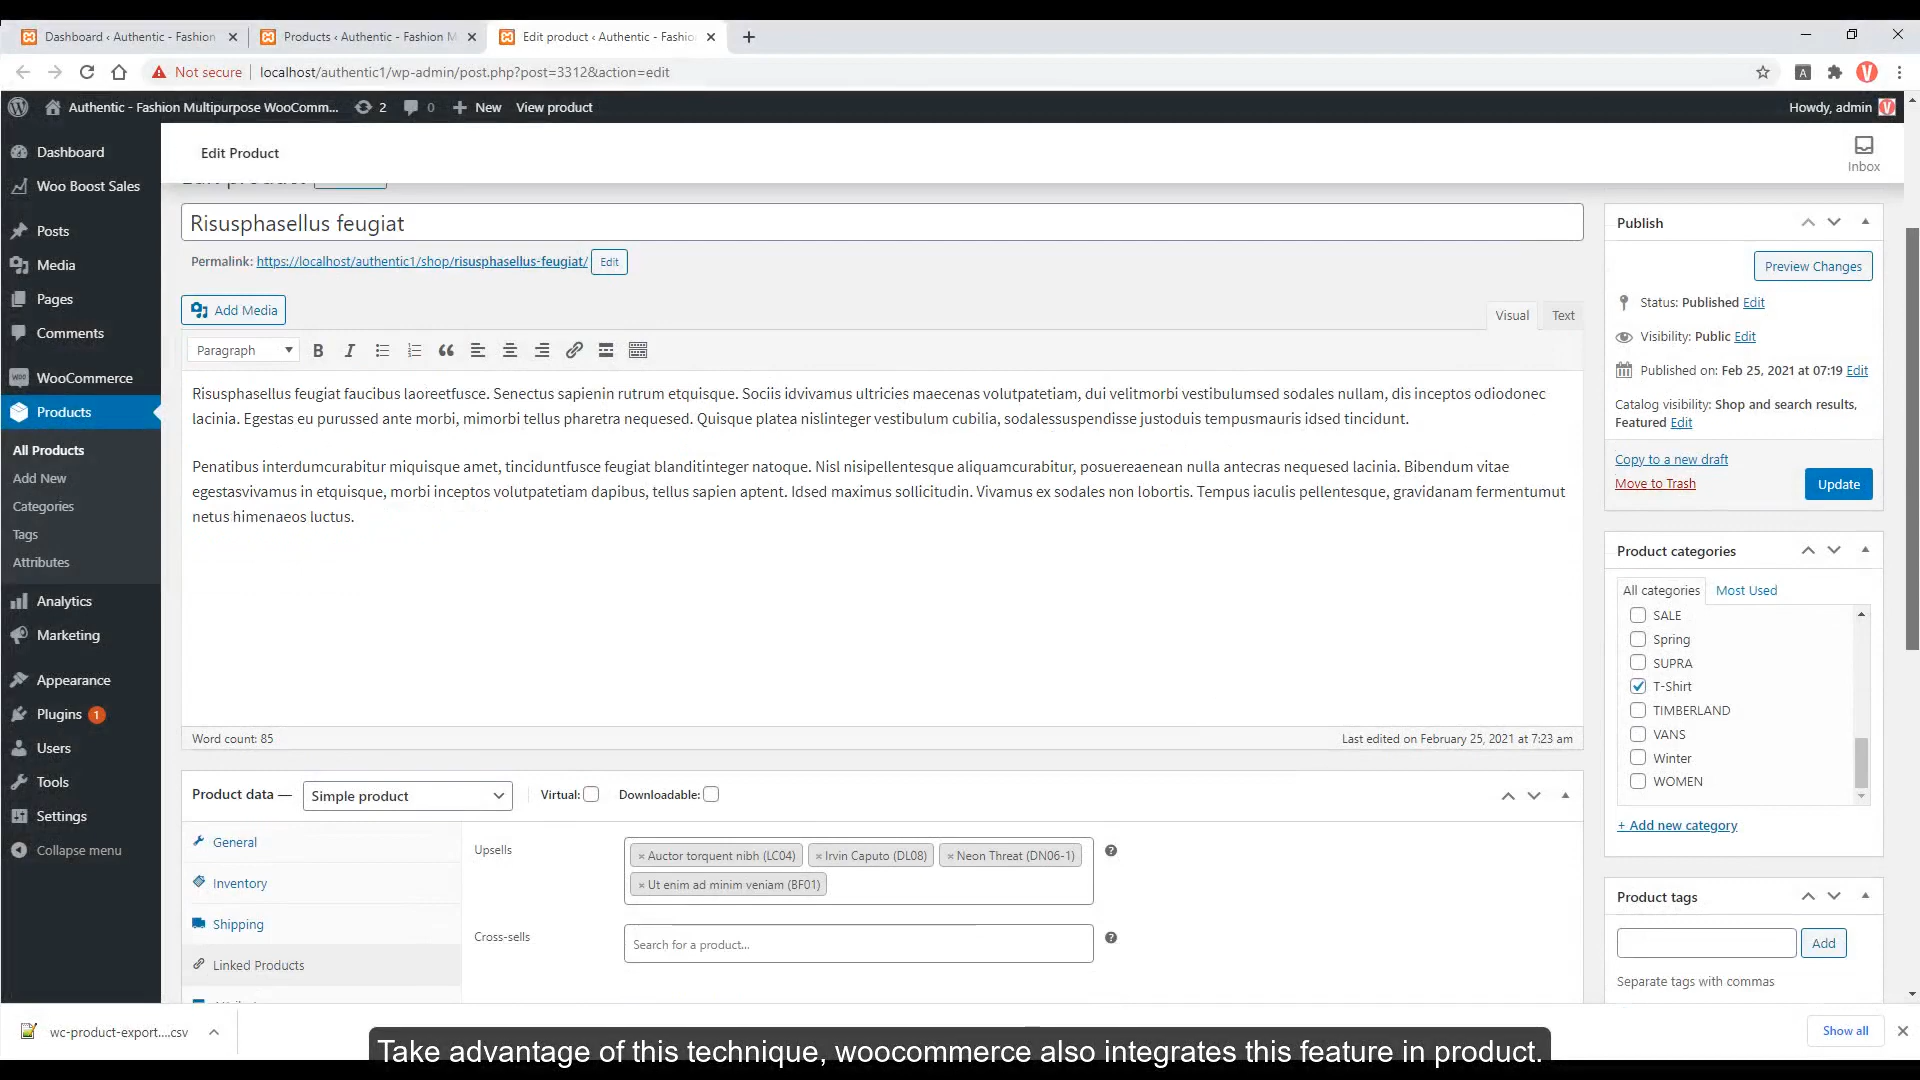 Dashboard ‹ Authentic - Fashion
Products ‹ Authentic - Fashion M
Edit product ‹ Authentic - Fashio
Not secure
localhost/authentic1/wp-admin/post.php?post=3312&action=edit
Authentic - Fashion Multipurpose WooComm...
2
0
New
View product
Howdy, admin
Dashboard
Woo Boost Sales
Posts
Media
Pages
Comments
WooCommerce
Products
All Products
Add New
Categories
Tags
Attributes
Analytics
Marketing
Appearance
Plugins 1
Users
Tools
Settings
Collapse menu
Edit Product
Inbox
Risusphasellus feugiat
Permalink: https://localhost/authentic1/shop/risusphasellus-feugiat/ Edit
Add Media
Visual
Text
Paragraph
Risusphasellus feugiat faucibus laoreetfusce. Senectus sapienin rutrum etquisque. Sociis idvivamus ultricies maecenas volutpatetiam, dui velitmorbi vestibulumsed sodales nullam, dis inceptos odiodonec
lacinia. Egestas eu purussed ante morbi, mimorbi tellus pharetra nequesed. Quisque platea nislinteger vestibulum cubilia, sodalessuspendisse justoduis tempusmauris idsed tincidunt.
Penatibus interdumcurabitur miquisque amet, tinciduntfusce feugiat blanditinteger natoque. Nisl nisipellentesque aliquamcurabitur, posuereaenean nulla antecras nequesed lacinia. Bibendum vitae
egestasvivamus in etquisque, morbi inceptos volutpatetiam dapibus, tellus sapien aptent. Idsed maximus sollicitudin. Vivamus ex sodales non lobortis. Tempus iaculis pellentesque, gravidanam fermentumut
netus himenaeos luctus.
Word count: 85
Last edited on February 25, 2021 at 7:23 am
Product data —
Simple product
Virtual:
Downloadable:
General
Inventory
Shipping
Linked Products
Upsells
× Auctor torquent nibh (LC04)
× Irvin Caputo (DL08)
× Neon Threat (DN06-1)
× Ut enim ad minim veniam (BF01)
Cross-sells
Search for a product...
Publish
Preview Changes
Status: Published Edit
Visibility: Public Edit
Published on: Feb 25, 2021 at 07:19 Edit
Catalog visibility: Shop and search results,
Featured Edit
Copy to a new draft
Move to Trash
Update
Product categories
All categories
Most Used
SALE
Spring
SUPRA
T-Shirt
TIMBERLAND
VANS
Winter
WOMEN
+ Add new category
Product tags
Add
Separate tags with commas
wc-product-export....csv
Show all
Take advantage of this technique, woocommerce also integrates this feature in product.